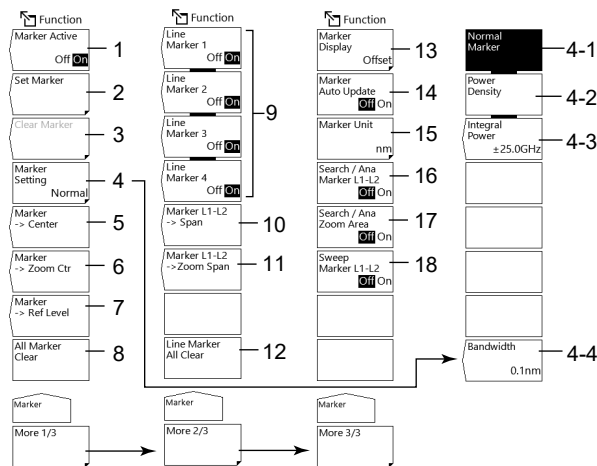 Function
Marker Active
Off On
1
Set Marker
2
Clear Marker
3
Marker
Setting
Normal
4
Marker
-> Center
5
Marker
-> Zoom Ctr
6
Marker
-> Ref Level
7
All Marker
Clear
8
Marker
More 1/3
Function
Line
Marker 1
Off On
Line
Marker 2
Off On
Line
Marker 3
Off On
Line
Marker 4
Off On
9
Marker L1-L2
-> Span
10
Marker L1-L2
->Zoom Span
11
Line Marker
All Clear
12
Marker
More 2/3
Function
Marker
Display
Offset
13
Marker
Auto Update
Off On
14
Marker Unit
nm
15
Search / Ana
Marker L1-L2
Off On
16
Search / Ana
Zoom Area
Off On
17
Sweep
Marker L1-L2
Off On
18
Marker
More 3/3
Normal
Marker
4-1
Power
Density
4-2
Integral
Power
±25.0GHz
4-3
Bandwidth
0.1nm
4-4